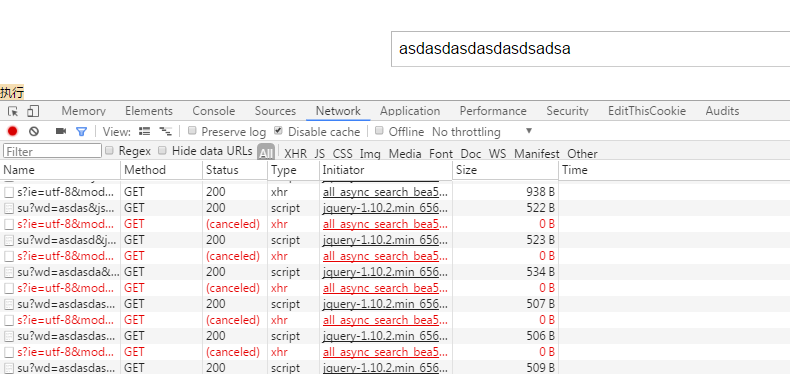 asdasdasdasdasdsadsa
执行
Memory Elements Console Sources Network Application Performance Security EditThisCookie Audits
View: Preserve log Disable cache Offline No throttling
Filter Regex Hide data URLs All XHR JS CSS Img Media Font Doc WS Manifest Other
Name Method Status Type Initiator Size Time
s?ie=utf-8&mod... GET 200 xhr all_async_search_bea5... 938 B
su?wd=asdas&js... GET 200 script jquery-1.10.2.min_656... 522 B
s?ie=utf-8&mod... GET (canceled) xhr all_async_search_bea5... 0 B
su?wd=asdasd&j... GET 200 script jquery-1.10.2.min_656... 523 B
s?ie=utf-8&mod... GET (canceled) xhr all_async_search_bea5... 0 B
su?wd=asdasda&... GET 200 script jquery-1.10.2.min_656... 534 B
s?ie=utf-8&mod... GET (canceled) xhr all_async_search_bea5... 0 B
su?wd=asdasdas... GET 200 script jquery-1.10.2.min_656... 507 B
s?ie=utf-8&mod... GET (canceled) xhr all_async_search_bea5... 0 B
su?wd=asdasdas... GET 200 script jquery-1.10.2.min_656... 506 B
s?ie=utf-8&mod... GET (canceled) xhr all_async_search_bea5... 0 B
su?wd=asdasdas... GET 200 script jquery-1.10.2.min_656... 509 B